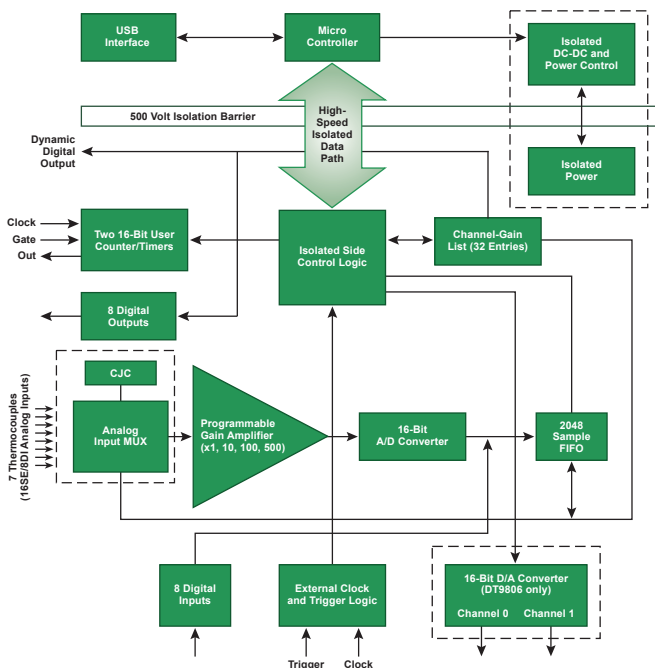 USB
Interface
Micro
Controller
Isolated
DC-DC and
Power Control
500 Volt Isolation Barrier
High-
Speed
Isolated
Data
Path
Dynamic
Digital
Output
Isolated
Power
Clock
Gate
Out
Two 16-Bit User
Counter/Timers
Isolated Side
Control Logic
Channel-Gain
List (32 Entries)
8 Digital
Outputs
CJC
7 Thermocouples
(16SE/8DI Analog Inputs)
Analog
Input MUX
Programmable
Gain Amplifier
(x1, 10, 100, 500)
16-Bit
A/D Converter
2048
Sample
FIFO
8 Digital
Inputs
External Clock
and Trigger Logic
16-Bit D/A Converter
(DT9806 only)
Channel 0 Channel 1
Trigger Clock